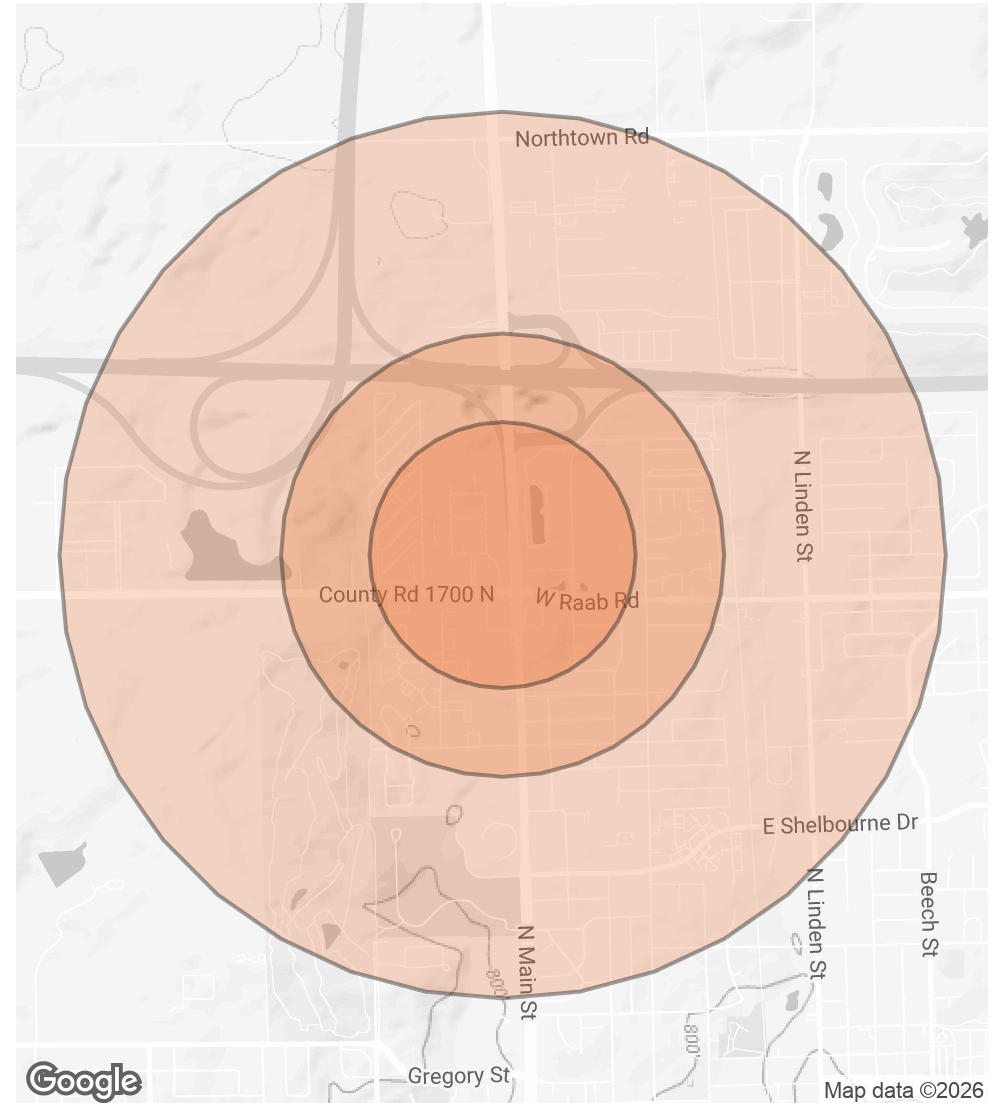 Northtown Rd
N Linden St
County Rd 1700 N
W Raab Rd
E Shelbourne Dr
N Linden St
Beech St
N Main St
800'
800'
Gregory St
Google
Map data ©2026